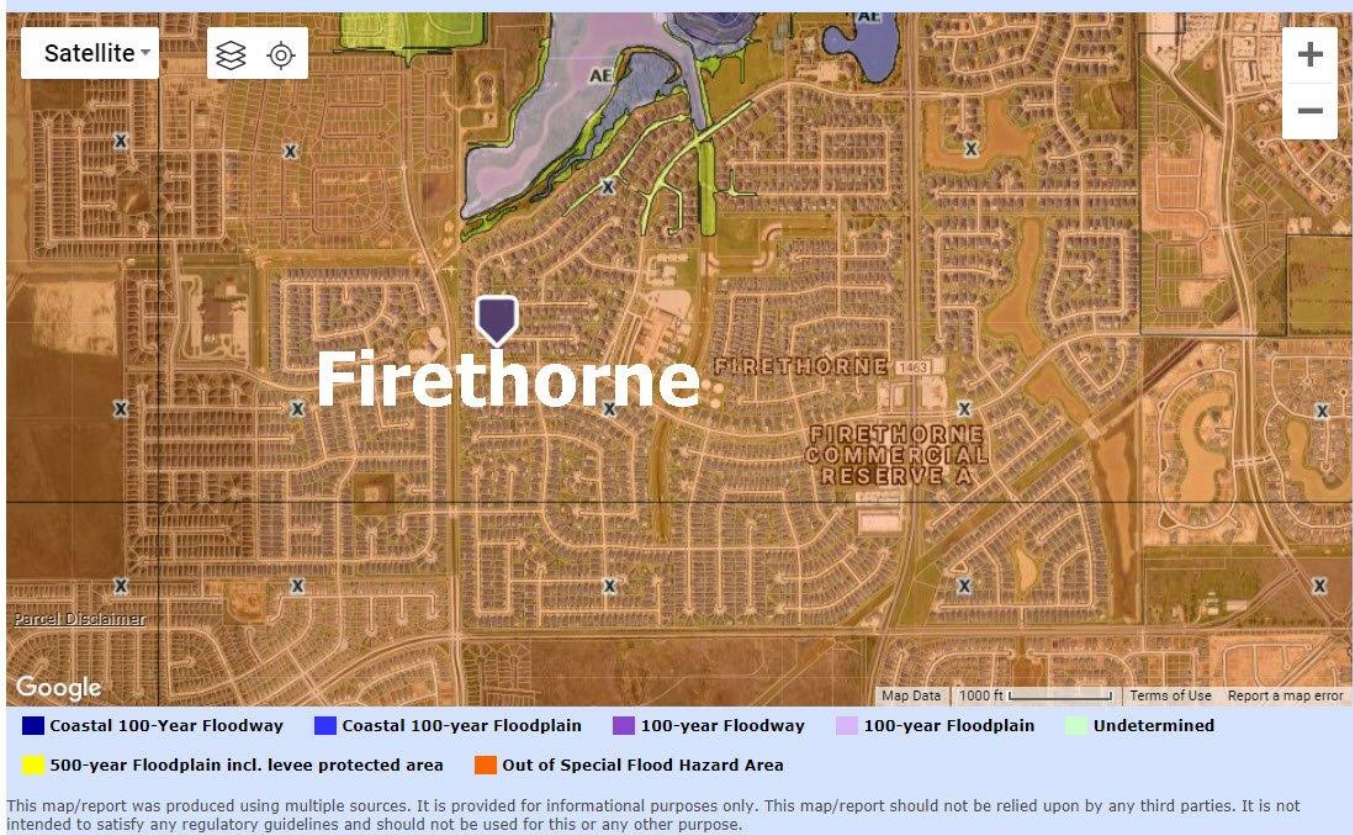 Satellite
AE
AE
X
X
X
X
Firethorne
FIRETHORNE
1463
X
X
X
X
X
FIRETHORNE
COMMERCIAL
RESERVE A
X
X
X
X
X
Parcel Disclaimer
Google
Map Data
1000 ft
Terms of Use
Report a map error
Coastal 100-Year Floodway
Coastal 100-year Floodplain
100-year Floodway
100-year Floodplain
Undetermined
500-year Floodplain incl. levee protected area
Out of Special Flood Hazard Area
This map/report was produced using multiple sources. It is provided for informational purposes only. This map/report should not be relied upon by any third parties. It is not
intended to satisfy any regulatory guidelines and should not be used for this or any other purpose.